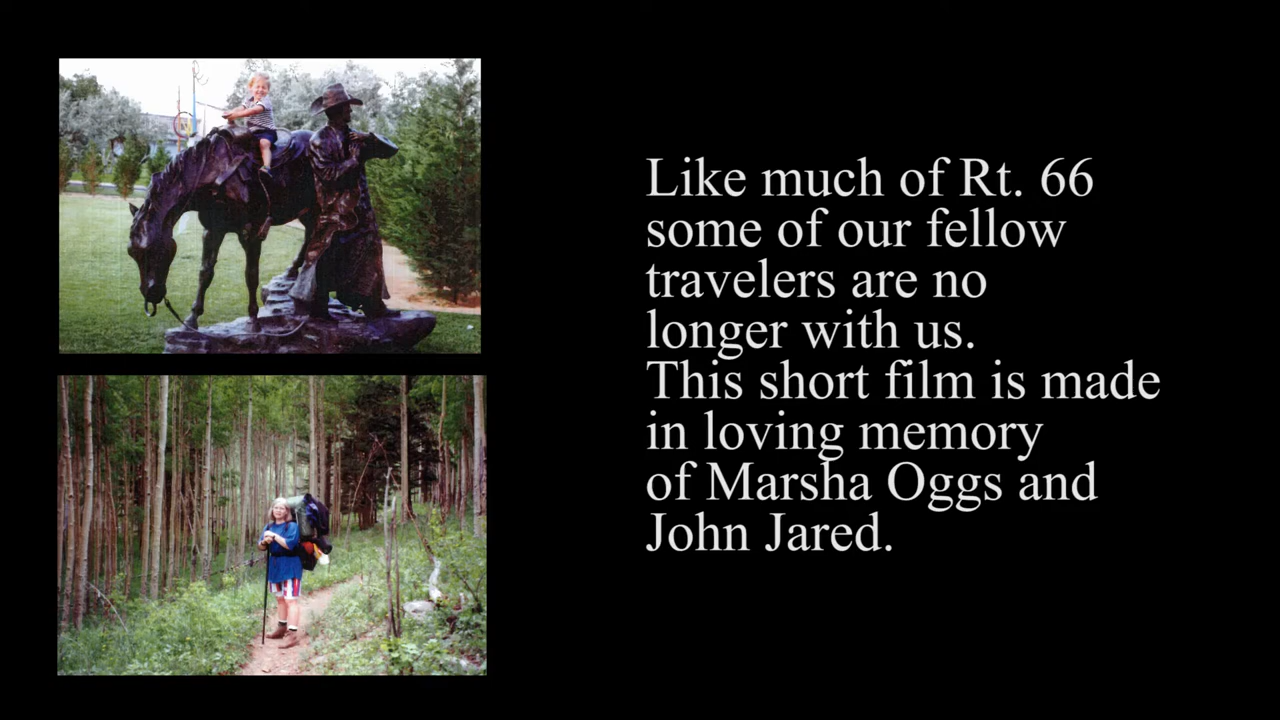 Like much of Rt. 66
some of our fellow
travelers are no
longer with us.
This short film is made
in loving memory
of Marsha Oggs and
John Jared.